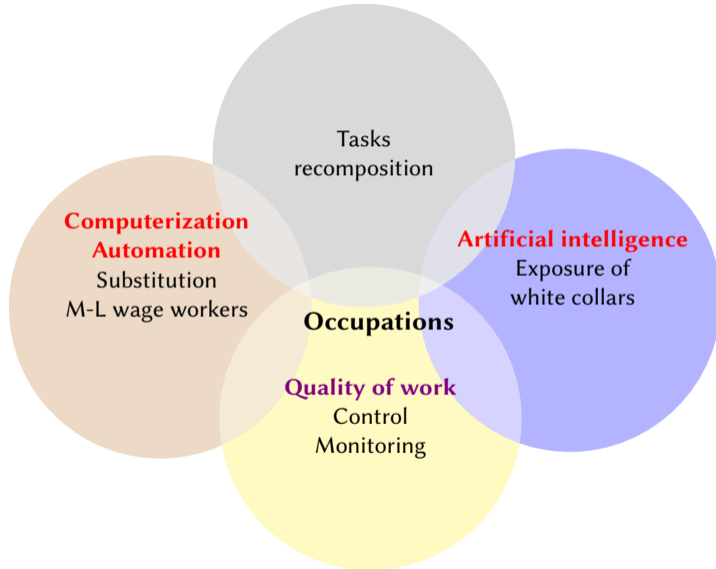 Tasks
recomposition
Computerization
Automation
Substitution
M-L wage workers
Artificial intelligence
Exposure of
white collars
Occupations
Quality of work
Control
Monitoring